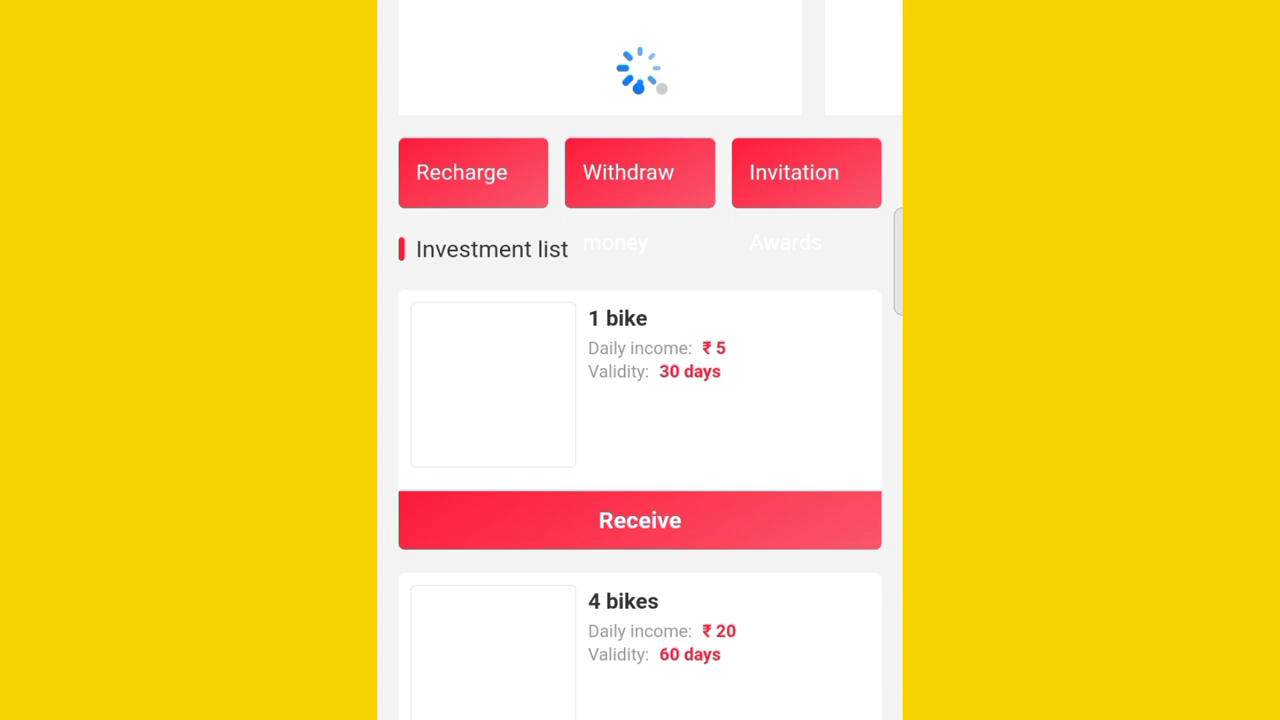 Recharge
Withdraw
money
Invitation
Awards
Investment list
1 bike
Daily income: ₹ 5
Validity: 30 days
Receive
4 bikes
Daily income: ₹ 20
Validity: 60 days